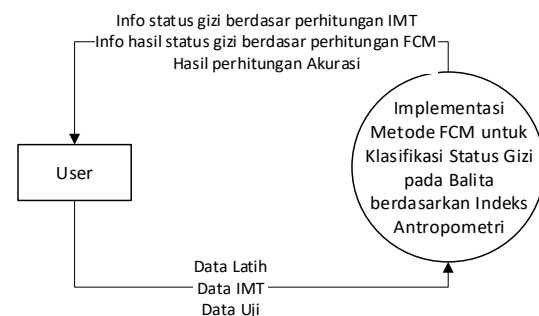 Info status gizi berdasar perhitungan IMT
Info hasil status gizi berdasar perhitungan FCM
Hasil perhitungan Akurasi
User
Implementasi
Metode FCM untuk
Klasifikasi Status Gizi
pada Balita
berdasarkan Indeks
Antropometri
Data Latih
Data IMT
Data Uji